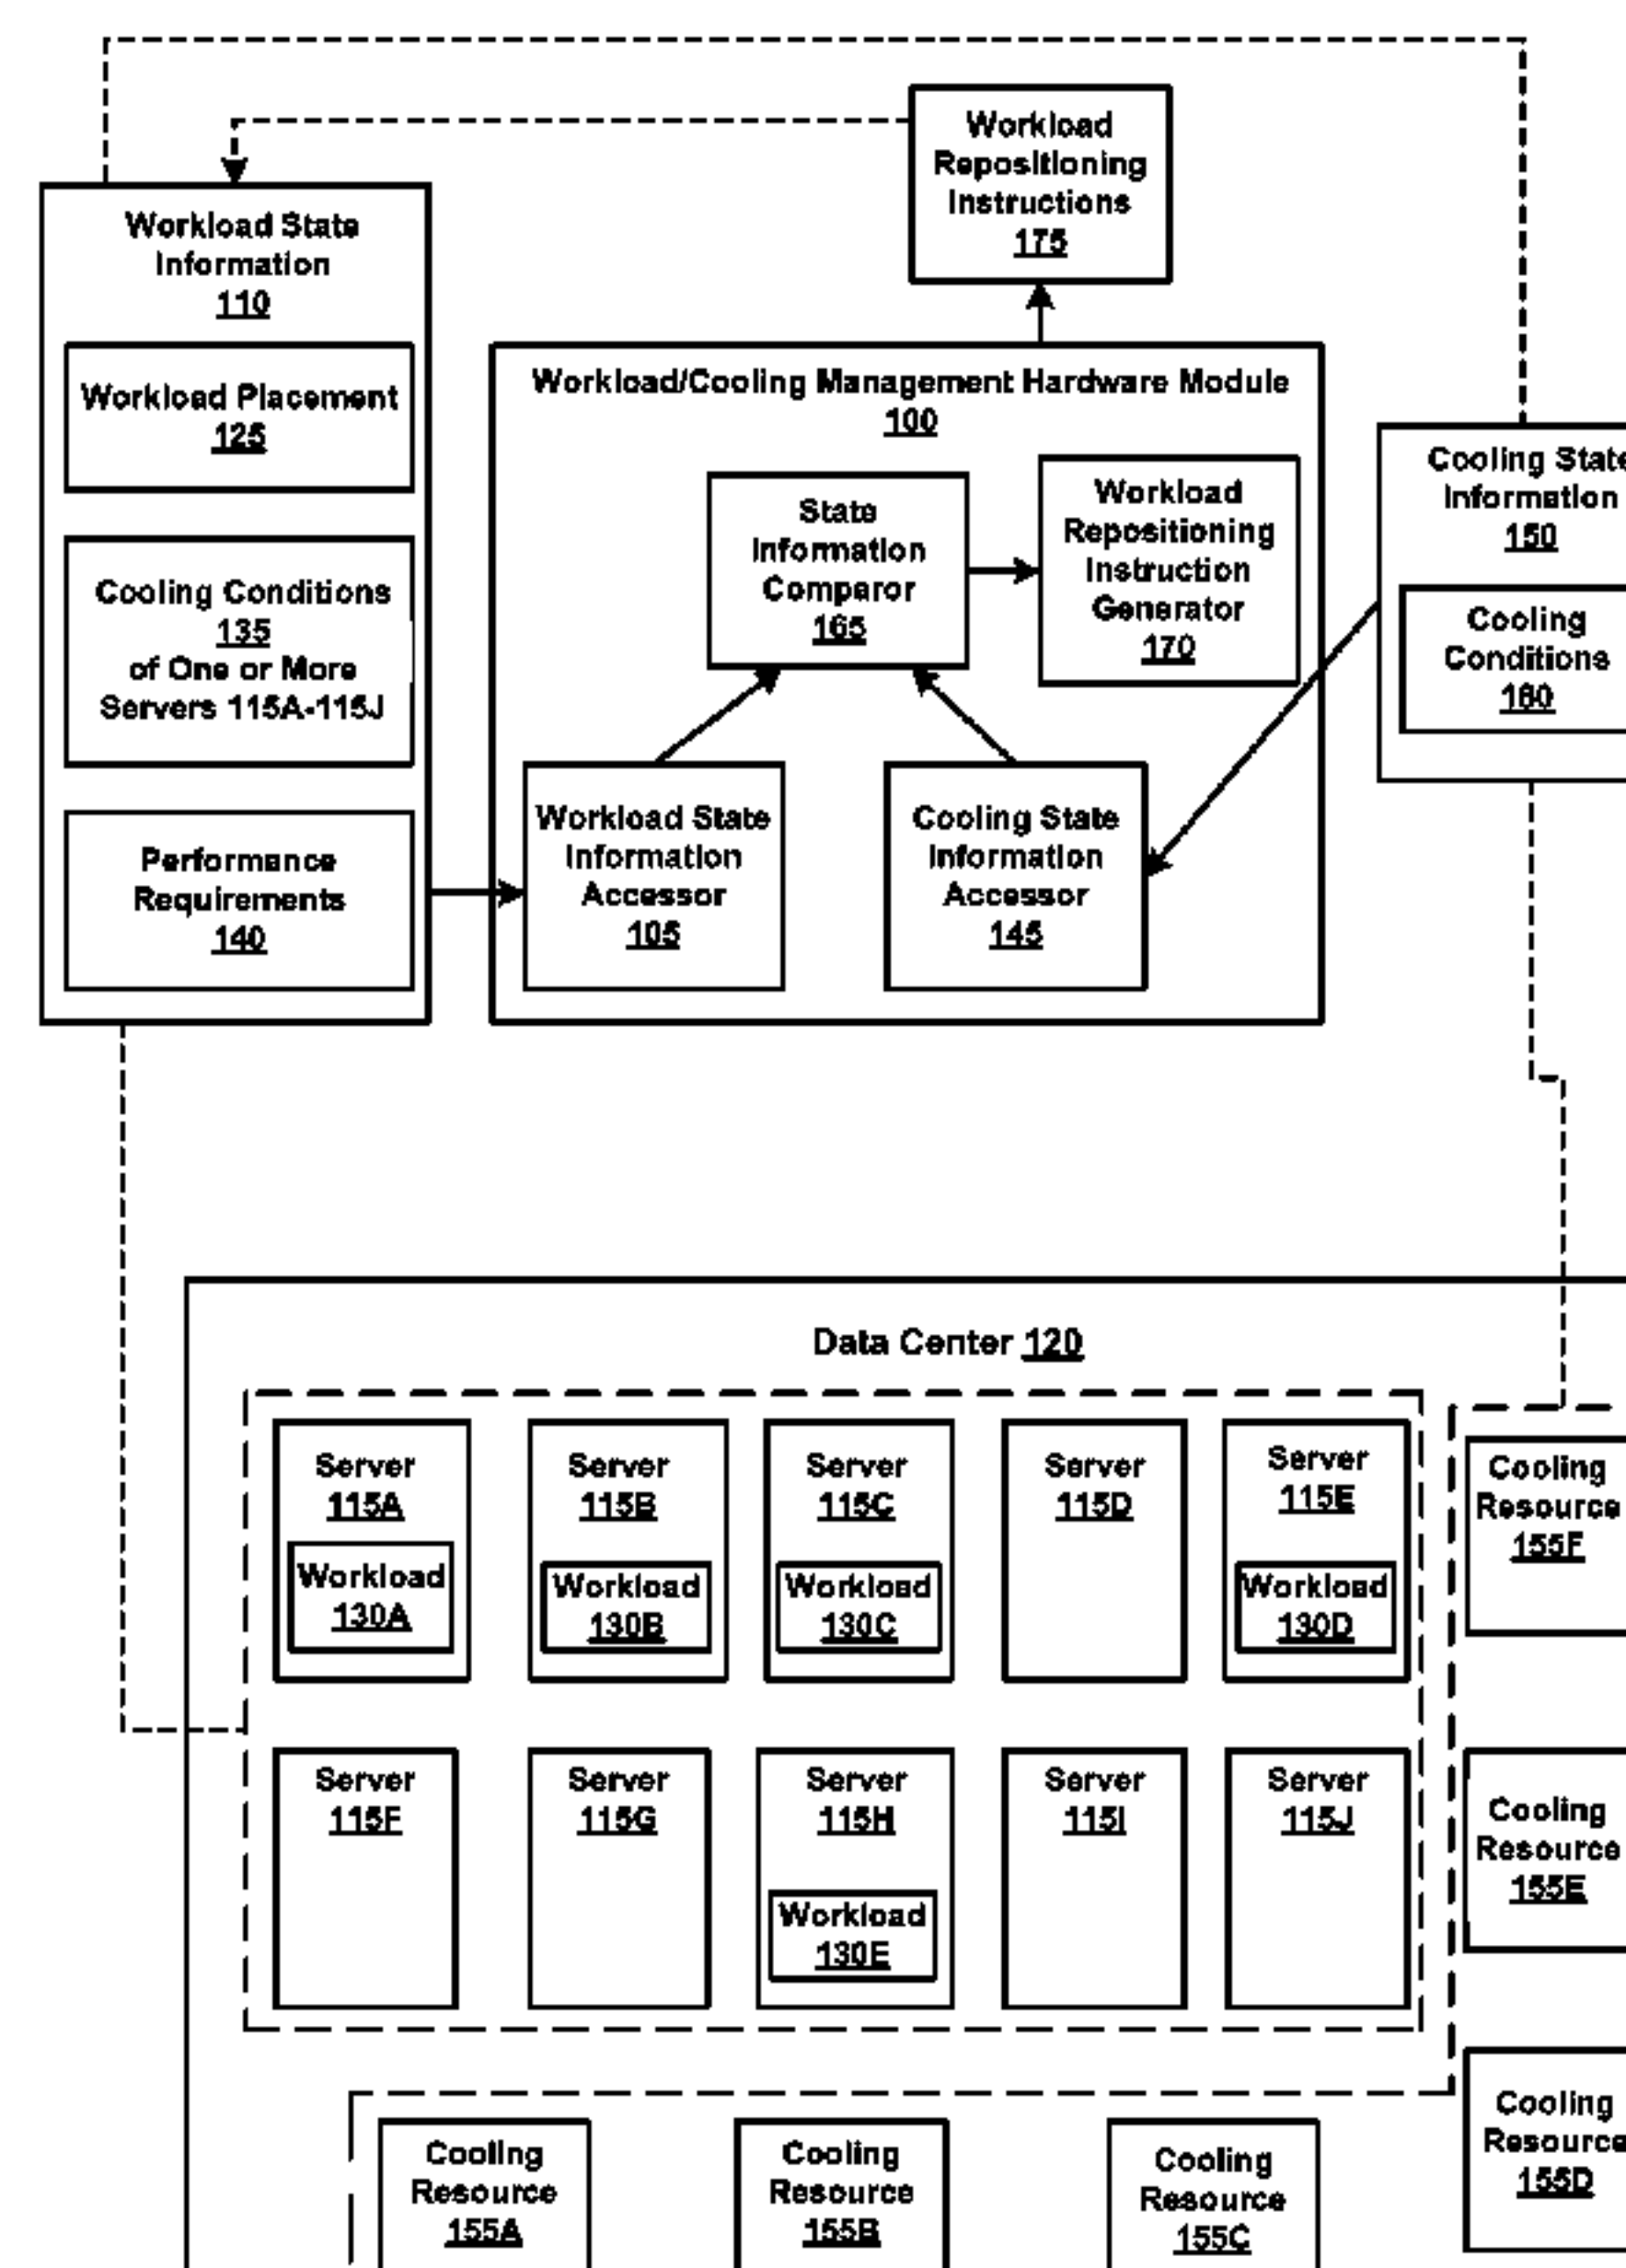 Workload
Repositioning
Instructions
175
Workload State
Information
110
Workload Placement
125
Cooling Conditions
135
of One or More
Servers 115A-115J
Performance
Requirements
140
Workload/Cooling Management Hardware Module
100
State
Information
Comparor
165
Workload
Repositioning
Instruction
Generator
170
Workload State
Information
Accessor
105
Cooling State
Information
Accessor
145
Cooling State
Information
150
Cooling
Conditions
160
Data Center 120
Server
115A
Workload
130A
Server
115B
Workload
130B
Server
115C
Workload
130C
Server
115D
Server
115E
Workload
130D
Server
115F
Server
115G
Server
115H
Workload
130E
Server
115I
Server
115J
Cooling
Resource
155F
Cooling
Resource
155E
Cooling
Resource
155D
Cooling
Resource
155A
Cooling
Resource
155B
Cooling
Resource
155C